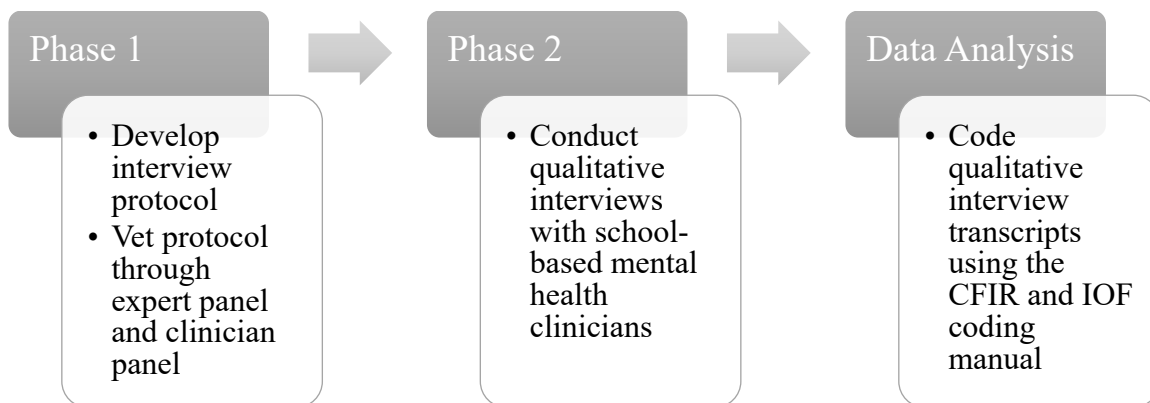 Phase 1
• Develop
interview
protocol
• Vet protocol
through
expert panel
and clinician
panel
Phase 2
• Conduct
qualitative
interviews
with school-
based mental
health
clinicians
Data Analysis
• Code
qualitative
interview
transcripts
using the
CFIR and IOF
coding
manual